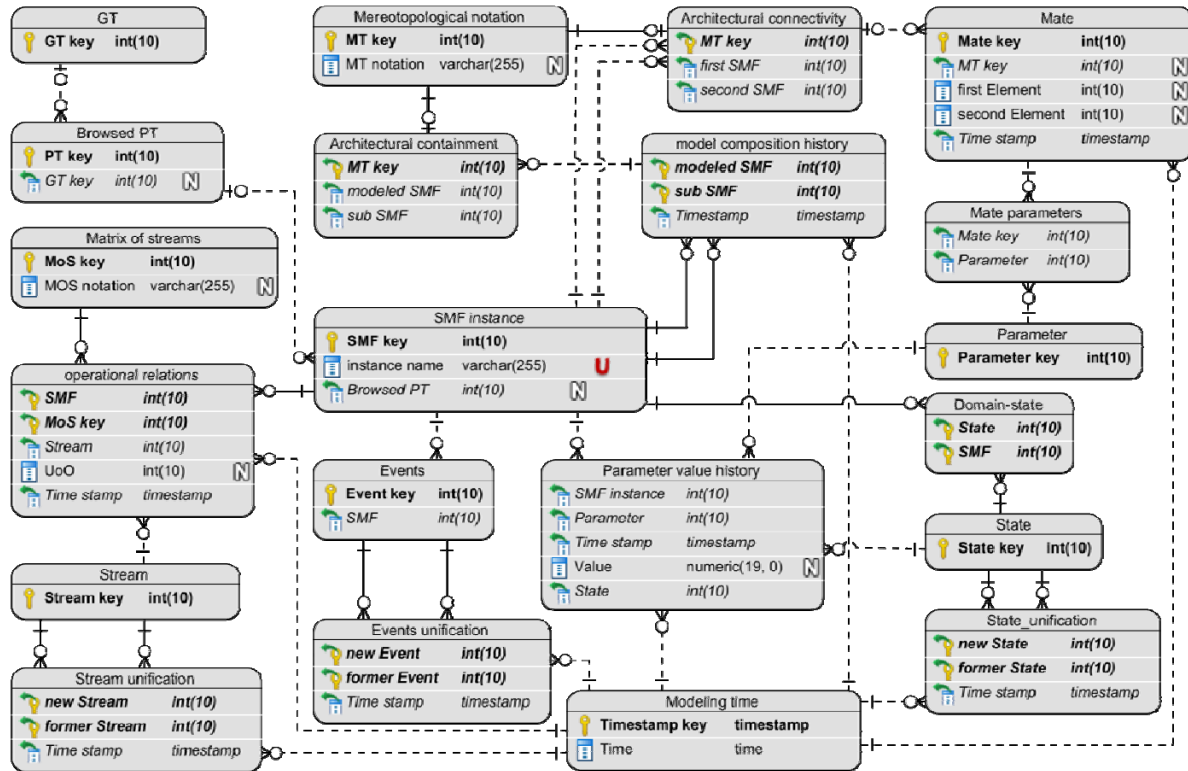 GT
GT key int(10)
Browsed PT
PT key int(10)
GT key int(10) N
Matrix of streams
MoS key int(10)
MOS notation varchar(255) N
operational relations
SMF int(10)
MoS key int(10)
Stream int(10)
UoO int(10) N
Time stamp timestamp
Stream
Stream key int(10)
Stream unification
new Stream int(10)
former Stream int(10)
Time stamp timestamp
Mereotopological notation
MT key int(10)
MT notation varchar(255) N
Architectural containment
MT key int(10)
modeled SMF int(10)
sub SMF int(10)
SMF instance
SMF key int(10)
instance name varchar(255) U
Browsed PT int(10) N
Events
Event key int(10)
SMF int(10)
Events unification
new Event int(10)
former Event int(10)
Time stamp timestamp
Architectural connectivity
MT key int(10)
first SMF int(10)
second SMF int(10)
model composition history
modeled SMF int(10)
sub SMF int(10)
Timestamp timestamp
Parameter value history
SMF instance int(10)
Parameter int(10)
Time stamp timestamp
Value numeric(19, 0) N
State int(10)
Modeling time
Timestamp key timestamp
Time time
Mate
Mate key int(10)
MT key int(10) N
first Element int(10) N
second Element int(10) N
Time stamp timestamp
Mate parameters
Mate key int(10)
Parameter int(10)
Parameter
Parameter key int(10)
Domain-state
State int(10)
SMF int(10)
State
State key int(10)
State_unification
new State int(10)
former State int(10)
Time stamp timestamp